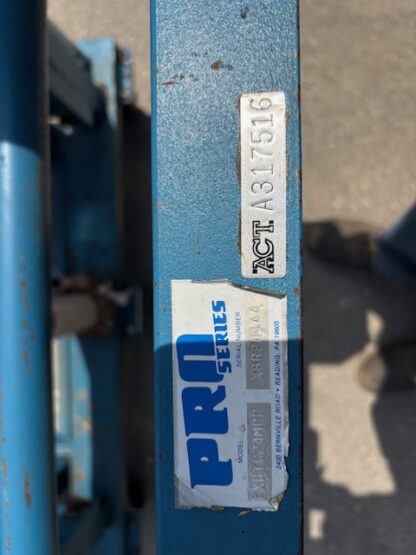 ACT. A317516
PRO
SERIES
MODEL
SERIAL NUMBER
2400 BERNVILLE ROAD • READING, PA 19605